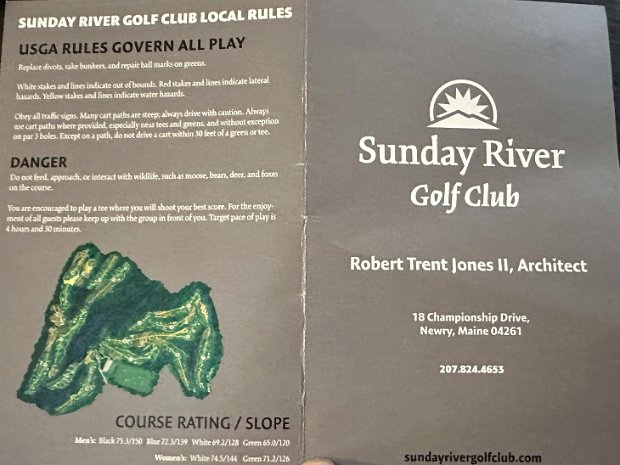 SUNDAY RIVER GOLF CLUB LOCAL RULES
USGA RULES GOVERN ALL PLAY
Replace divots, rake bunkers, and repair ball marks on greens.
White stakes and lines indicate out of bounds. Red stakes and lines indicate lateral
hazards. Yellow stakes and lines indicate water hazards.
Obey all traffic signs. Many cart paths are steep; always drive with caution. Always
use cart paths where provided, especially near tees and greens, and without exception
on par 3 holes. Except on a path, do not drive a cart within 30 feet of a green or tee.
DANGER
Do not feed, approach, or interact with wildlife, such as moose, bears, deer, and foxes
on the course.
You are encouraged to play a tee where you will shoot your best score. For the enjoy-
ment of all guests please keep up with the group in front of you. Target pace of play is
4 hours and 30 minutes.
COURSE RATING / SLOPE
Men's: Black 75.3/150 Blue 72.3/139 White 69.2/128 Green 65.0/120
Women's: White 74.5/144 Green 71.2/126
Sunday River
Golf Club
Robert Trent Jones II, Architect
18 Championship Drive,
Newry, Maine 04261
207.824.4653
sundayrivergolfclub.com